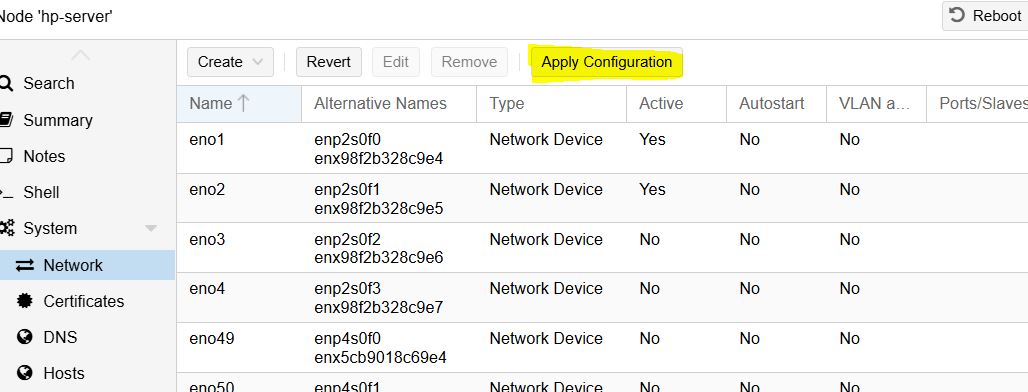 Node 'hp-server'
Reboot
Create
Revert
Edit
Remove
Apply Configuration
Search
Summary
Notes
Shell
System
Network
Certificates
DNS
Hosts
Name Alternative Names Type Active Autostart VLAN a... Ports/Slaves
eno1 enp2s0f0 Network Device Yes No No
enx98f2b328c9e4
eno2 enp2s0f1 Network Device Yes No No
enx98f2b328c9e5
eno3 enp2s0f2 Network Device No No No
enx98f2b328c9e6
eno4 enp2s0f3 Network Device No No No
enx98f2b328c9e7
eno49 enp4s0f0 Network Device No No No
enx5cb9018c69e4
eno50 enp4s0f1 Network Device No No No